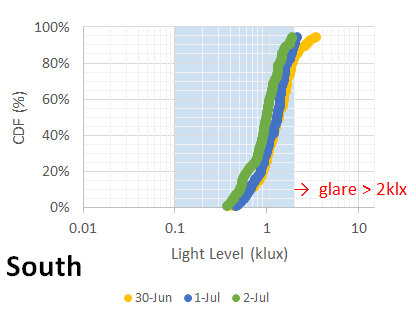 100%
80%
60%
40%
20%
0%
CDF (%)
→ glare > 2klx
0.01 0.1 1 10
Light Level (klux)
South
30-Jun 1-Jul 2-Jul